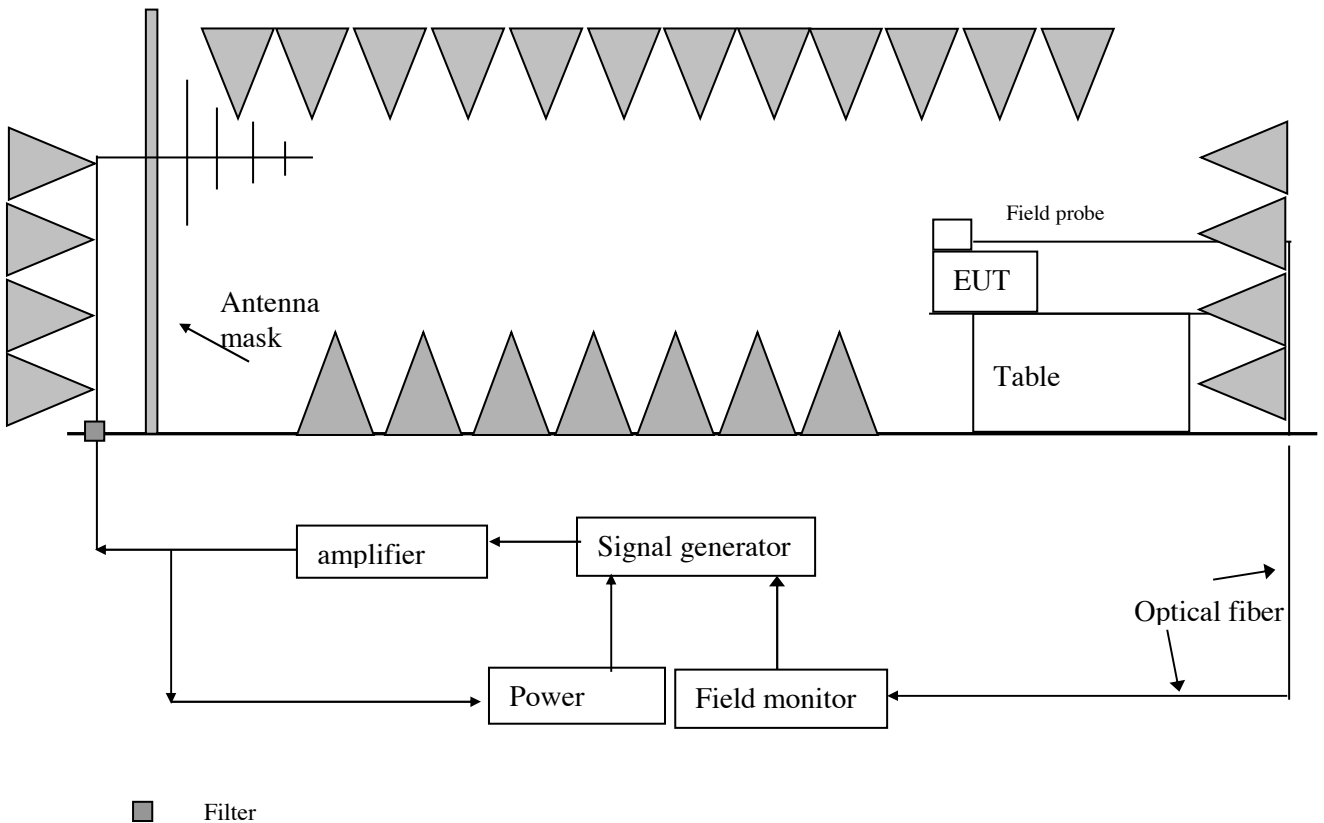 Field probe
EUT
Antenna
mask
Table
amplifier
Signal generator
Optical fiber
Power
Field monitor
Filter